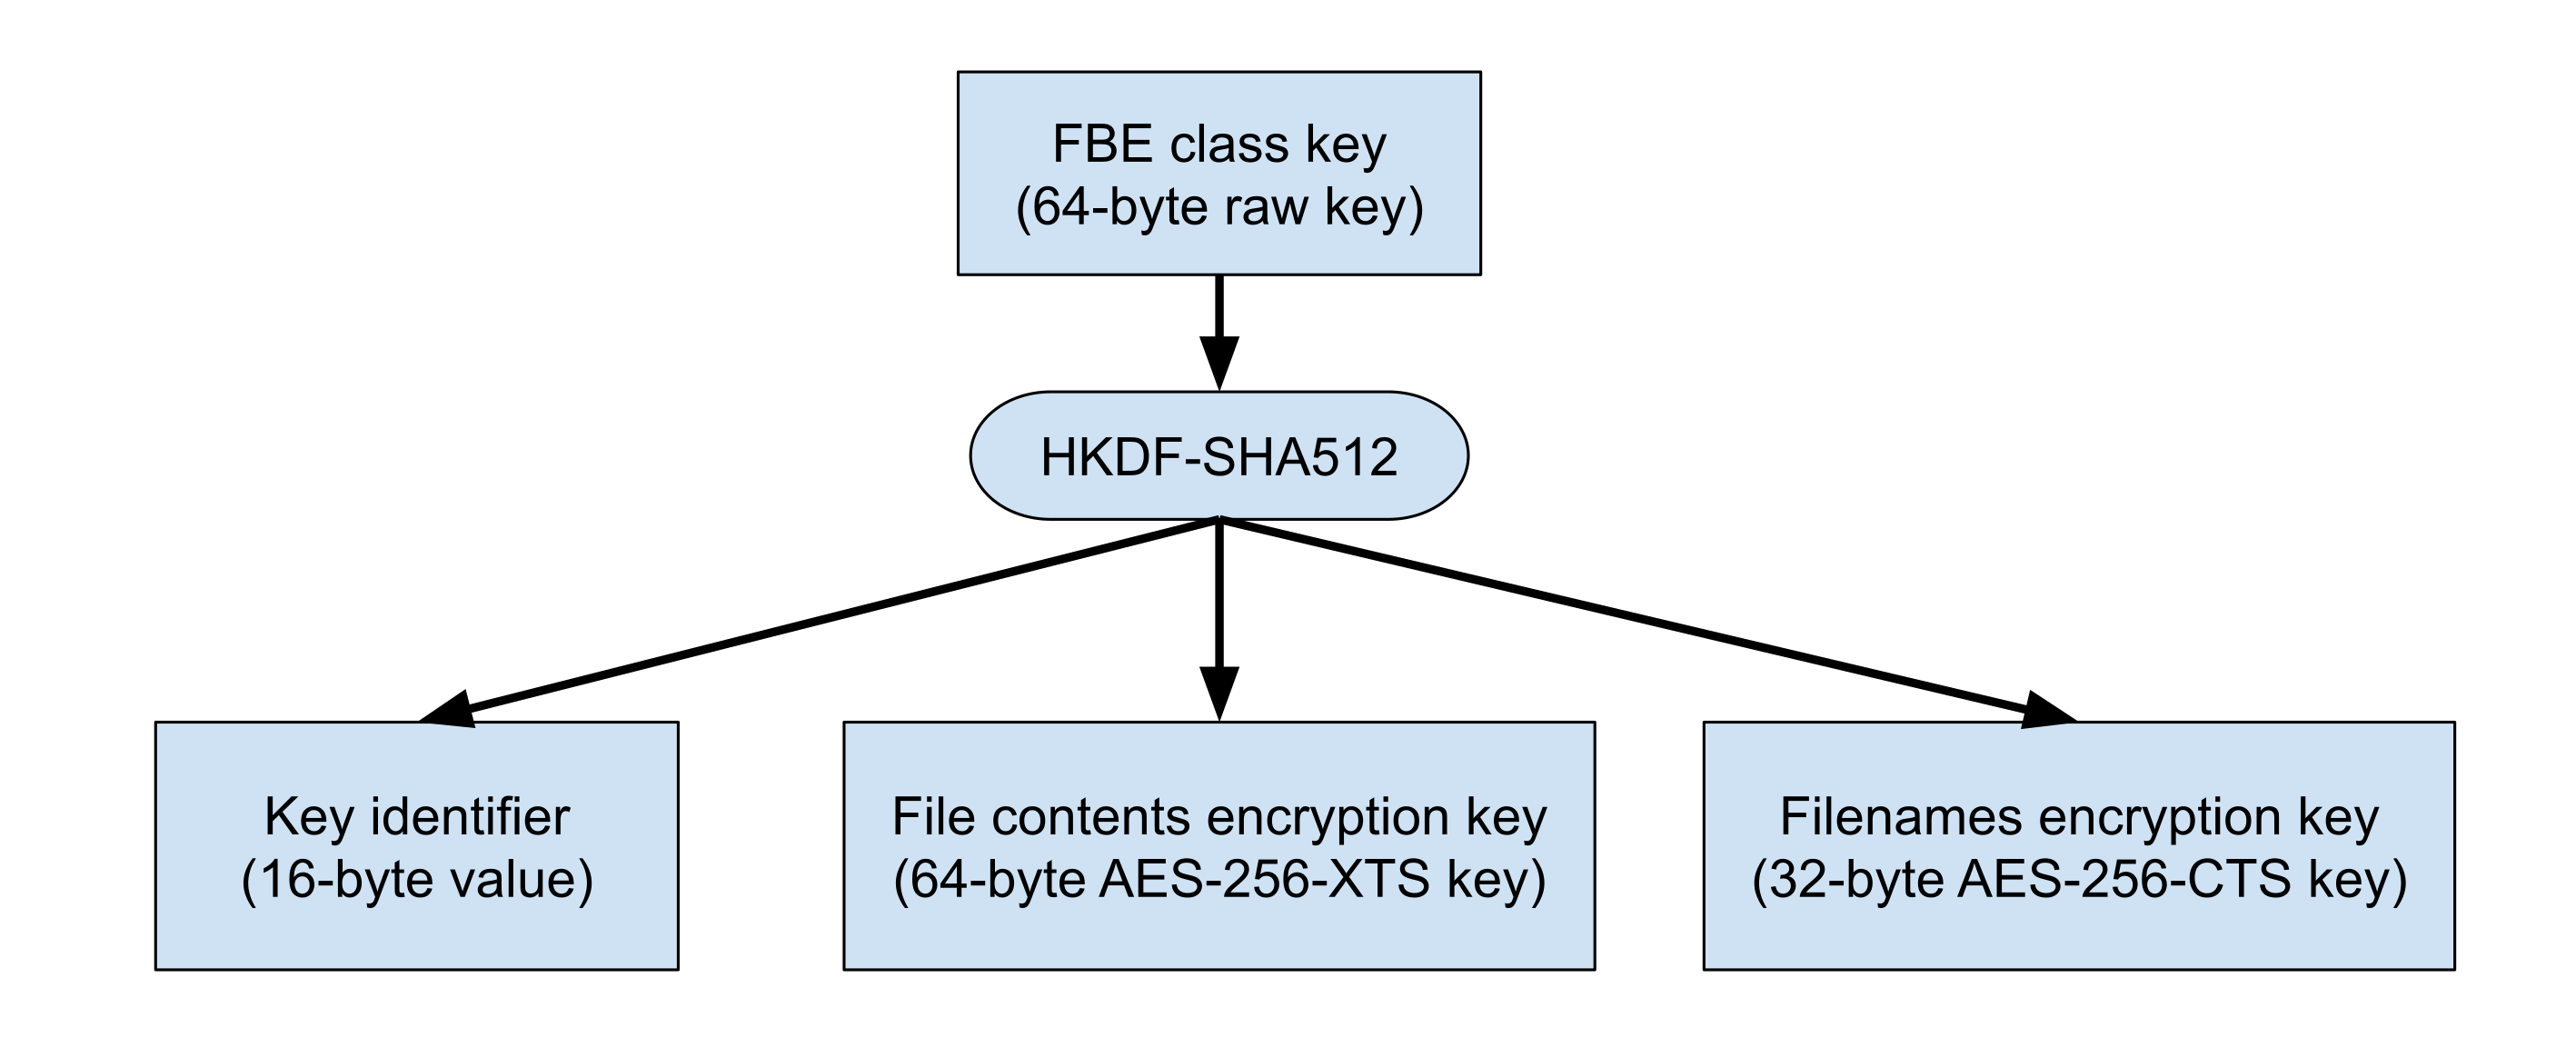 FBE class key
(64-byte raw key)
HKDF-SHA512
Key identifier
(16-byte value)
File contents encryption key
(64-byte AES-256-XTS key)
Filenames encryption key
(32-byte AES-256-CTS key)